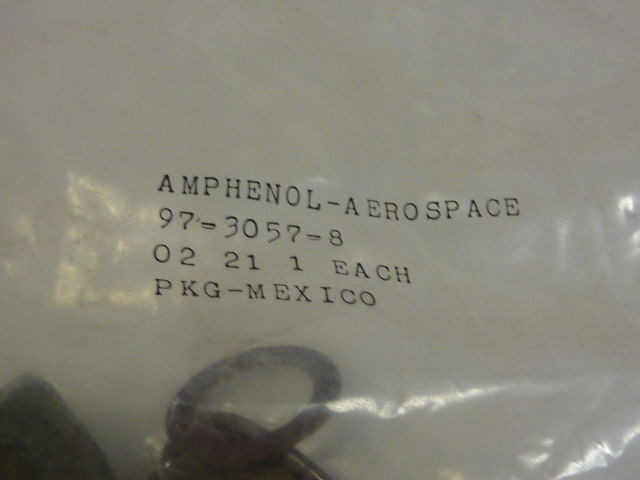 AMPHENOL-AEROSPACE
97-3057-8
02 21 1 EACH
PKG-MEXICO